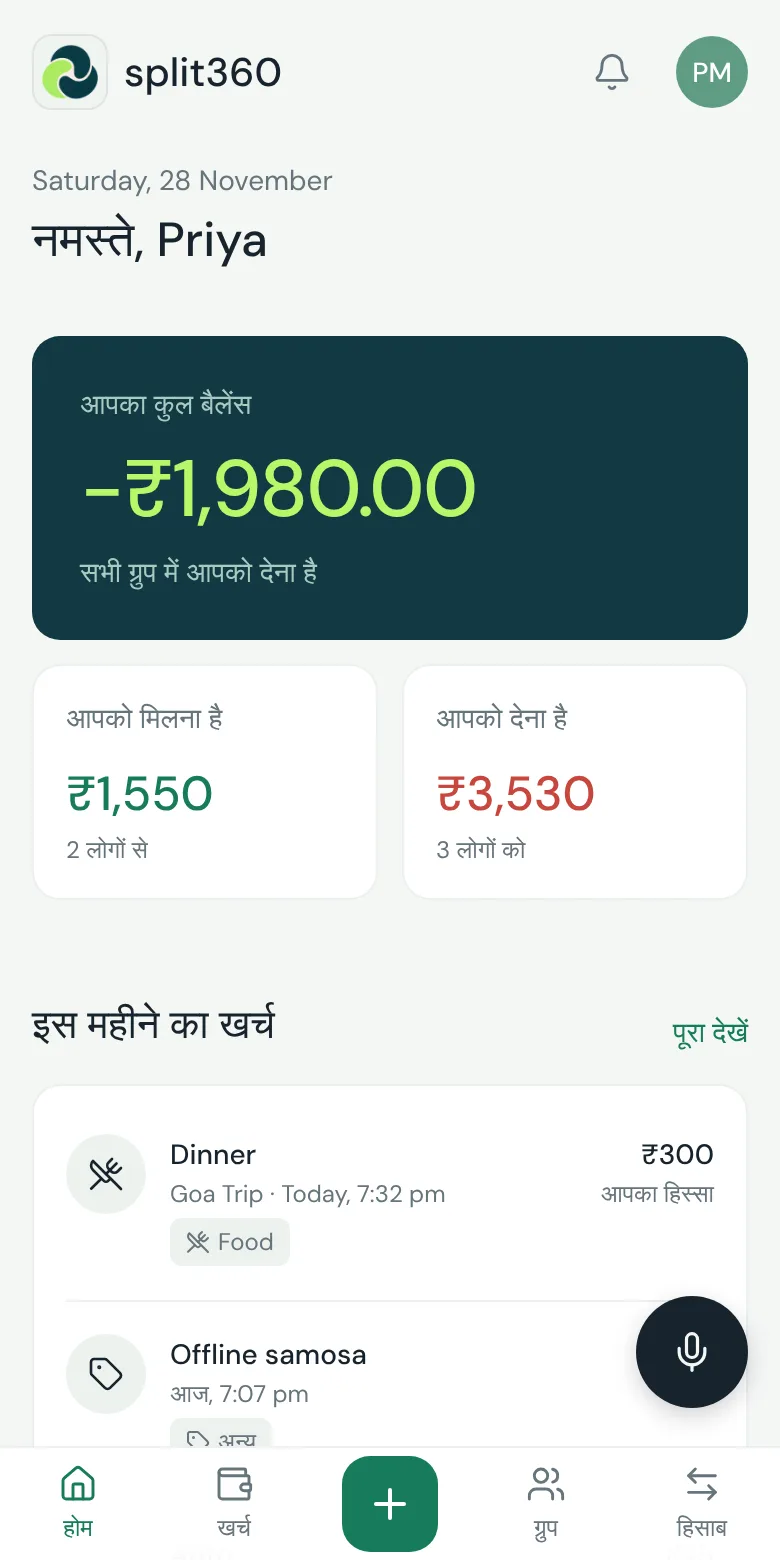 split360
PM
Saturday, 28 November
नमस्ते, Priya
आपका कुल बैलेंस
-₹1,980.00
सभी ग्रुप में आपको देना है
आपको मिलना है
₹1,550
2 लोगों से
आपको देना है
₹3,530
3 लोगों को
इस महीने का खर्च
पूरा देखें
Dinner
₹300
Goa Trip · Today, 7:32 pm
आपका हिस्सा
Food
Offline samosa
आज, 7:07 pm
अन्य
होम
खर्च
ग्रुप
हिसाब